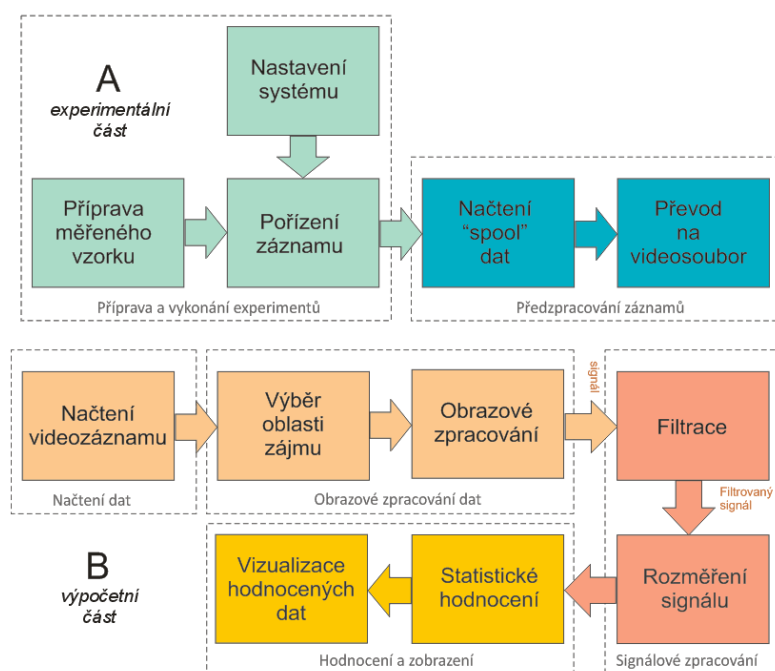 A
experimentální
část
Nastavení
systému
Příprava
měřeného
vzorku
Pořízení
záznamu
Načtení
“spool”
dat
Převod
na
videosoubor
Příprava a vykonání experimentů
Předzpracování záznamů
Načtení
videozáznamu
Výběr
oblasti
zájmu
Obrazové
zpracování
signál
Filtrace
Načtení dat
Obrazové zpracování dat
Filtrovaný
signál
B
výpočetní
část
Vizualizace
hodnocených
dat
Statistické
hodnocení
Rozměření
signálu
Hodnocení a zobrazení
Signálové zpracování